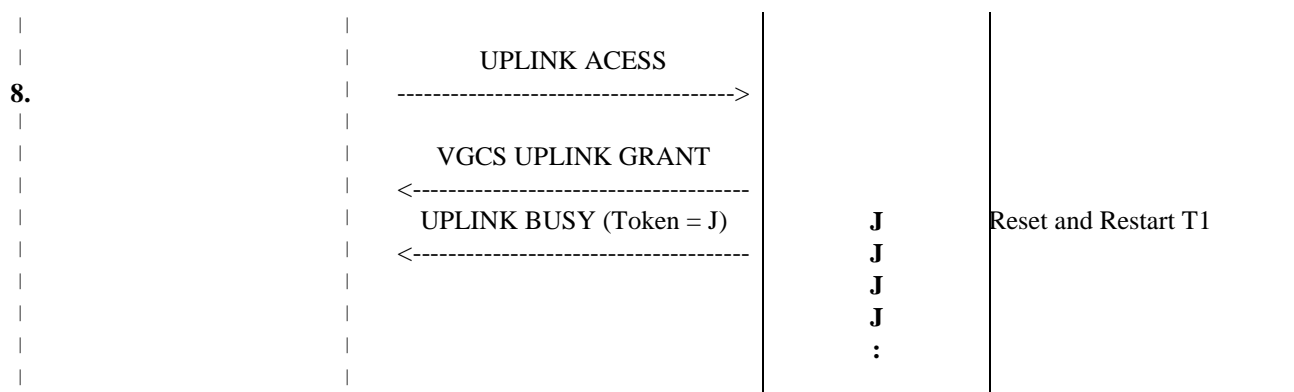 UPLINK ACESS
8. ------------------------------------->
VGCS UPLINK GRANT
<-------------------------------------
UPLINK BUSY (Token = J) J Reset and Restart T1
<------------------------------------- J
J
J
: